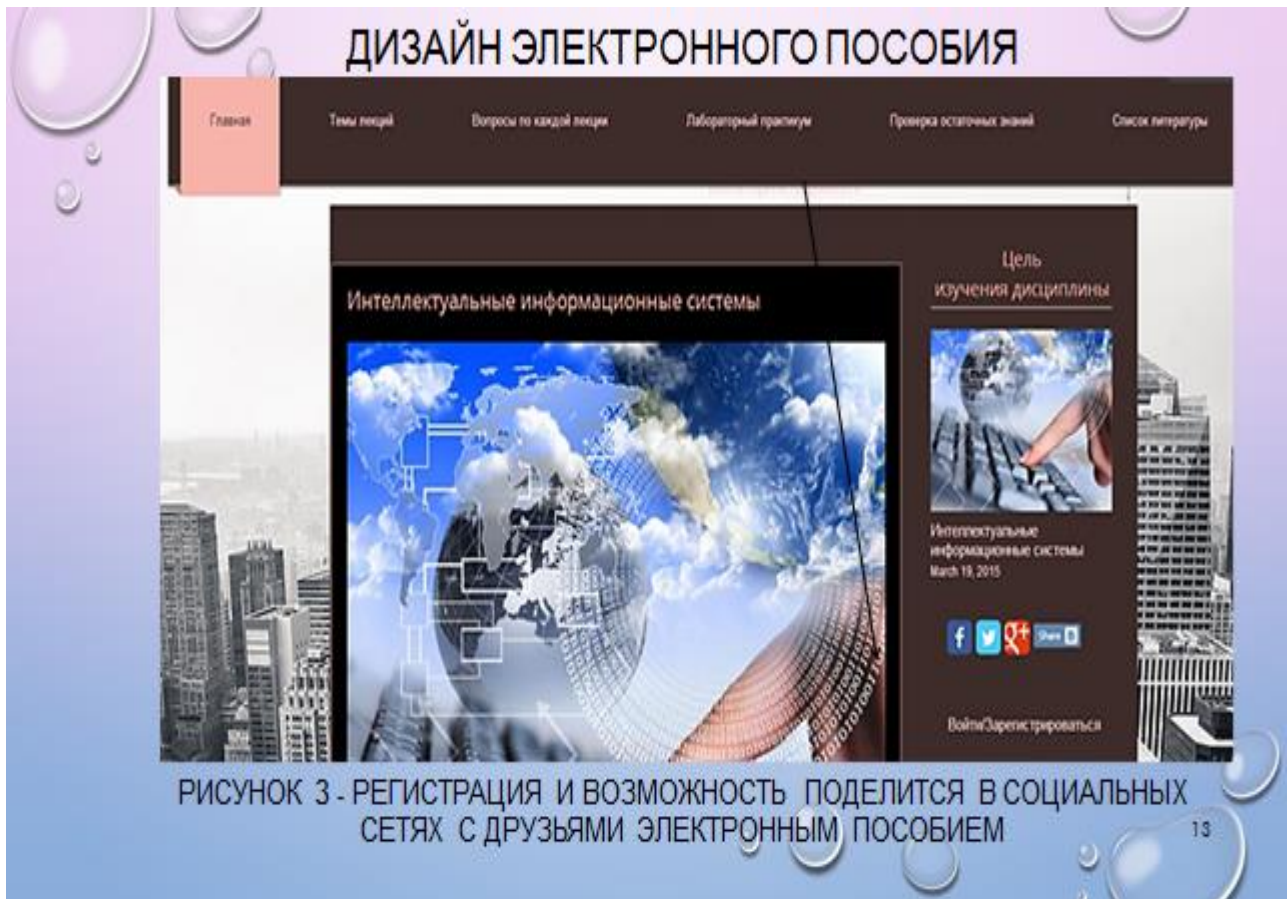 ДИЗАЙН ЭЛЕКТРОННОГО ПОСОБИЯ
Главная
Темы лекций
Вопросы по каждой лекции
Лабораторный практикум
Проверка остаточных знаний
Список литературы
Интеллектуальные информационные системы
Цель
изучения дисциплины
Интеллектуальные
информационные системы
March 19, 2015
f
g+
Share
B
Войти/Зарегистрироваться
РИСУНОК 3 - РЕГИСТРАЦИЯ И ВОЗМОЖНОСТЬ ПОДЕЛИТСЯ В СОЦИАЛЬНЫХ
СЕТЯХ С ДРУЗЬЯМИ ЭЛЕКТРОННЫМ ПОСОБИЕМ
13